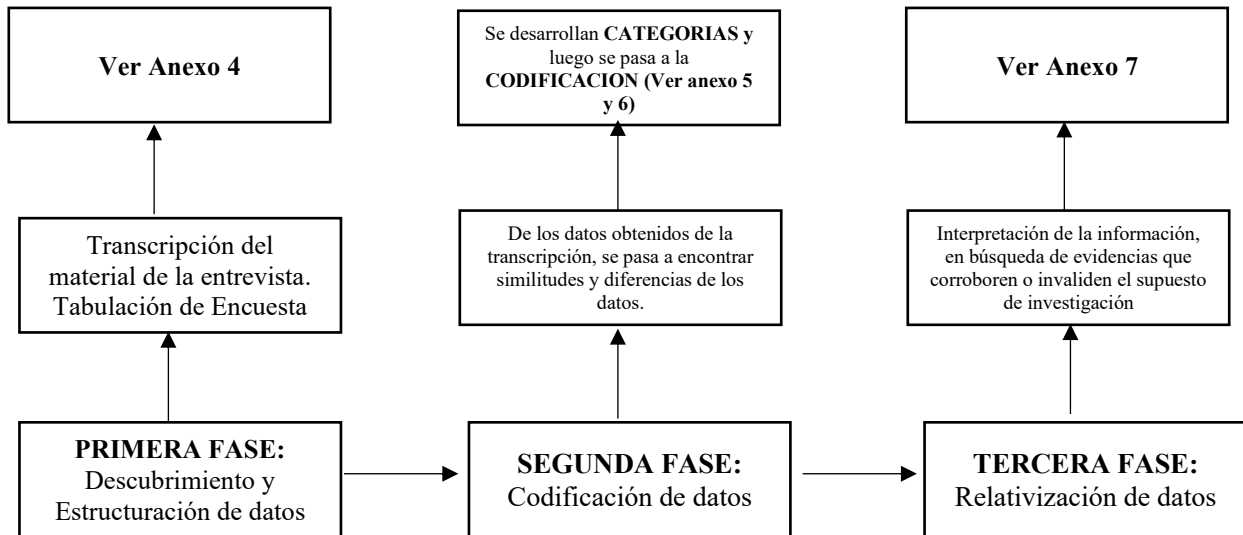 Ver Anexo 4
Se desarrollan CATEGORIAS y
luego se pasa a la
CODIFICACION (Ver anexo 5
y 6)
Ver Anexo 7
Transcripción del
material de la entrevista.
Tabulación de Encuesta
De los datos obtenidos de la
transcripción, se pasa a encontrar
similitudes y diferencias de los
datos.
Interpretación de la información,
en búsqueda de evidencias que
corroboren o invaliden el supuesto
de investigación
PRIMERA FASE:
Descubrimiento y
Estructuración de datos
SEGUNDA FASE:
Codificación de datos
TERCERA FASE:
Relativización de datos